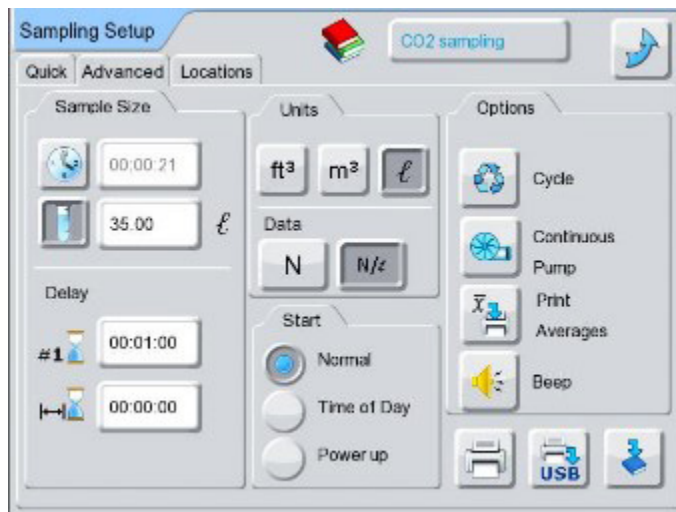 Sampling Setup
CO2 sampling
Quick Advanced Locations
Sample Size
00:00:21
35.00 ℓ
Delay
#1 00:01:00
00:00:00
Units
ft³ m³ ℓ
Data
N N/ℓ
Start
Normal
Time of Day
Power up
Options
Cycle
Continuous
Pump
x̅ Print
Averages
Beep
USB